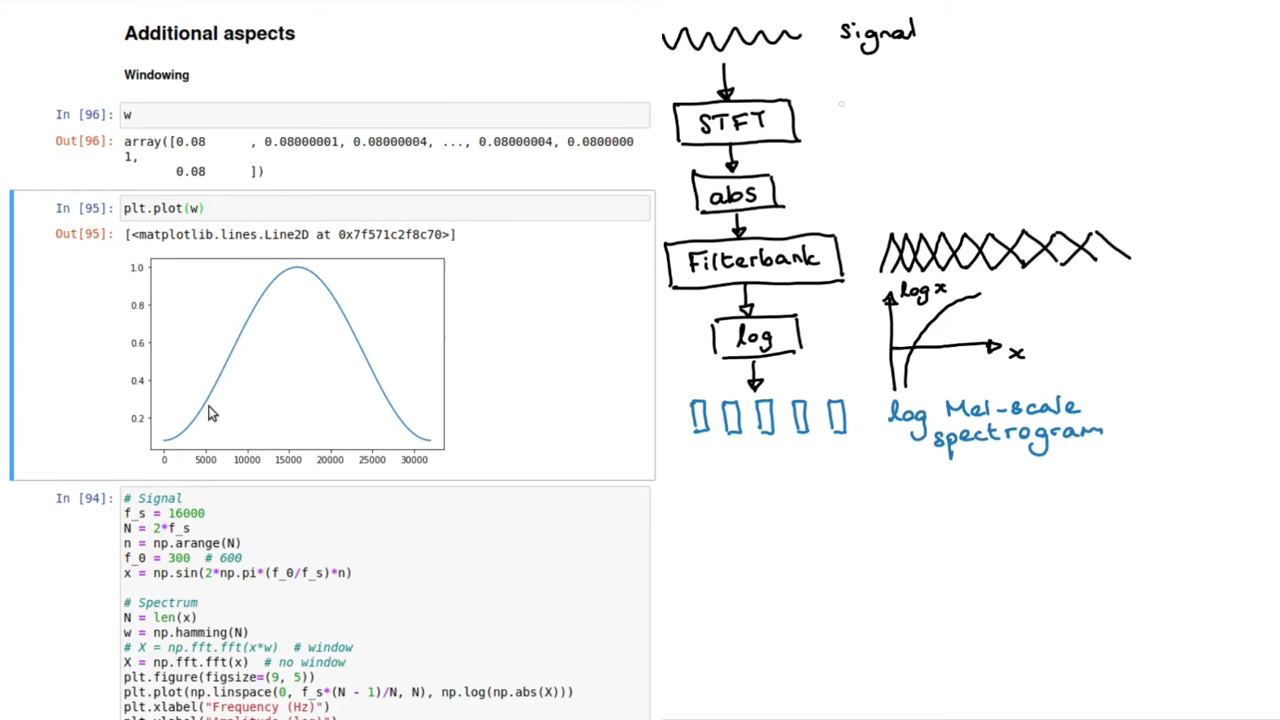 Additional aspects
Windowing
In [96]: w
Out[96]: array([0.08 , 0.08000001, 0.08000004, ..., 0.08000004, 0.0800000
1,
0.08 ])
In [95]: plt.plot(w)
Out[95]: [<matplotlib.lines.Line2D at 0x7f571c2f8c70>]
1.0
0.8
0.6
0.4
0.2
0 5000 10000 15000 20000 25000 30000
In [94]: # Signal
f_s = 16000
N = 2*f_s
n = np.arange(N)
f_0 = 300 # 600
x = np.sin(2*np.pi*(f_0/f_s)*n)
# Spectrum
N = len(x)
w = np.hamming(N)
# X = np.fft.fft(x*w) # window
X = np.fft.fft(x) # no window
plt.figure(figsize=(9, 5))
plt.plot(np.linspace(0, f_s*(N - 1)/N, N), np.log(np.abs(X)))
plt.xlabel("Frequency (Hz)")
signal
STFT
abs
Filterbank
log x
log
x
log Mel-scale
spectrogram